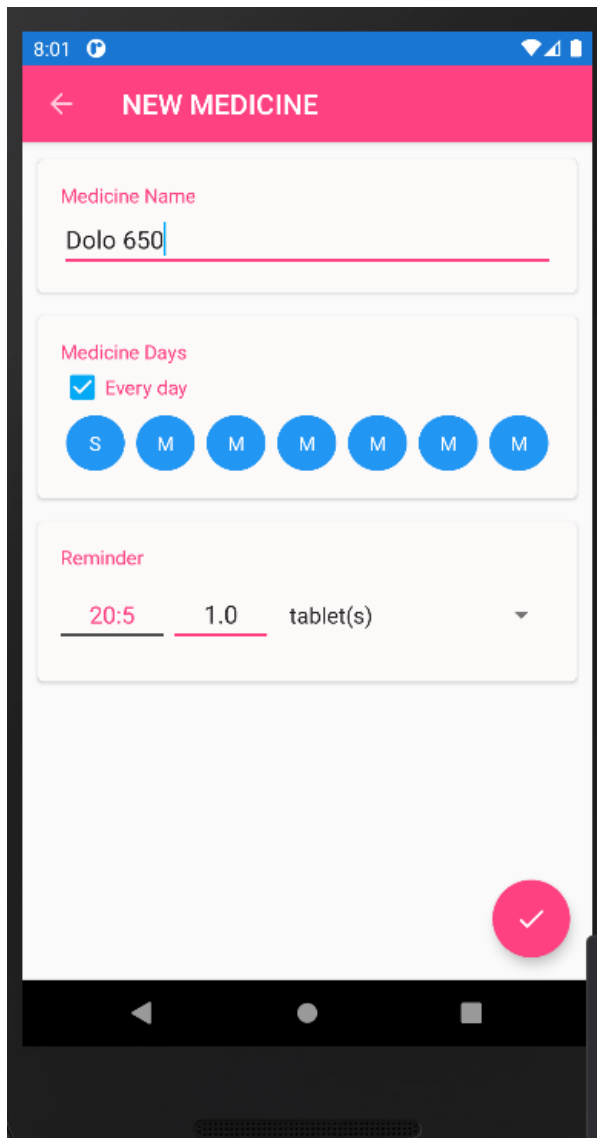 8:01
NEW MEDICINE
Medicine Name
Dolo 650
Medicine Days
Every day
S M M M M M M
Reminder
20:5 1.0 tablet(s)